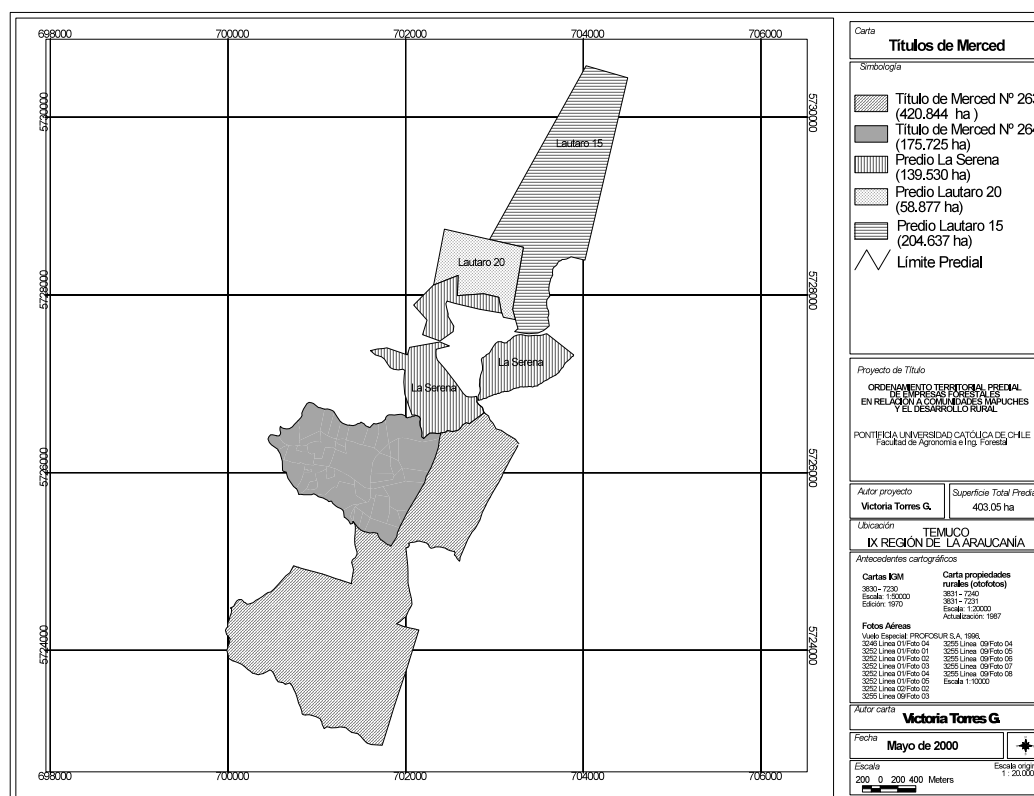 698000 700000 702000 704000 706000
5730000 5730000
Lautaro 15
Lautaro 20
5728000 5728000
La Serena
La Serena
5726000 5726000
5724000 5724000
698000 700000 702000 704000 706000
Carta
Títulos de Merced
Simbología
Título de Merced Nº 263
(420.844 ha )
Título de Merced Nº 264
(175.725 ha)
Predio La Serena
(139.530 ha)
Predio Lautaro 20
(58.877 ha)
Predio Lautaro 15
(204.637 ha)
Límite Predial
Proyecto de Título
ORDENAMIENTO TERRITORIAL PREDIAL
DE EMPRESAS FORESTALES
EN RELACIÓN A COMUNIDADES MAPUCHES
Y EL DESARROLLO RURAL
PONTIFICIA UNIVERSIDAD CATÓLICA DE CHILE
Facultad de Agronomía e Ing. Forestal
Autor proyecto
Victoria Torres G.
Superficie Total Predia
403.05 ha
Ubicación
TEMUCO
IX REGIÓN DE LA ARAUCANÍA
Antecedentes cartográficos
Cartas IGM
3830 - 7230
Escala: 1:50000
Edición: 1970
Carta propiedades
rurales (otofotos)
3831 - 7240
3831 - 7231
Escala: 1:20000
Actualización: 1987
Fotos Aéreas
Vuelo Especial: PROFOSUR S.A, 1996,
3246 Línea 01/Foto 04 3255 Línea 09/Foto 04
3252 Línea 01/Foto 01 3255 Línea 09/Foto 05
3252 Línea 01/Foto 02 3255 Línea 09/Foto 06
3252 Línea 01/Foto 03 3255 Línea 09/Foto 07
3252 Línea 01/Foto 04 3255 Línea 09/Foto 08
3252 Línea 01/Foto 05 Escala 1:10000
3252 Línea 02/Foto 02
3255 Línea 09/Foto 03
Autor carta
Victoria Torres G.
Fecha
Mayo de 2000
Escala
Escala origin
1 : 20.000
200 0 200 400 Meters